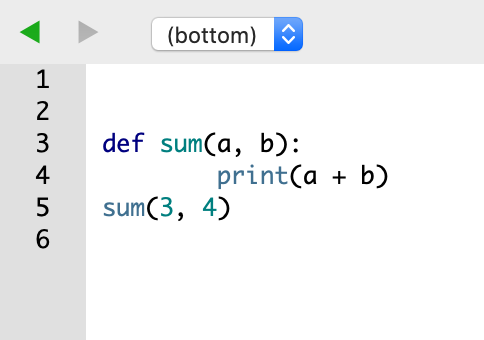 (bottom)
1
2
3 def sum(a, b):
4         print(a + b)
5 sum(3, 4)
6